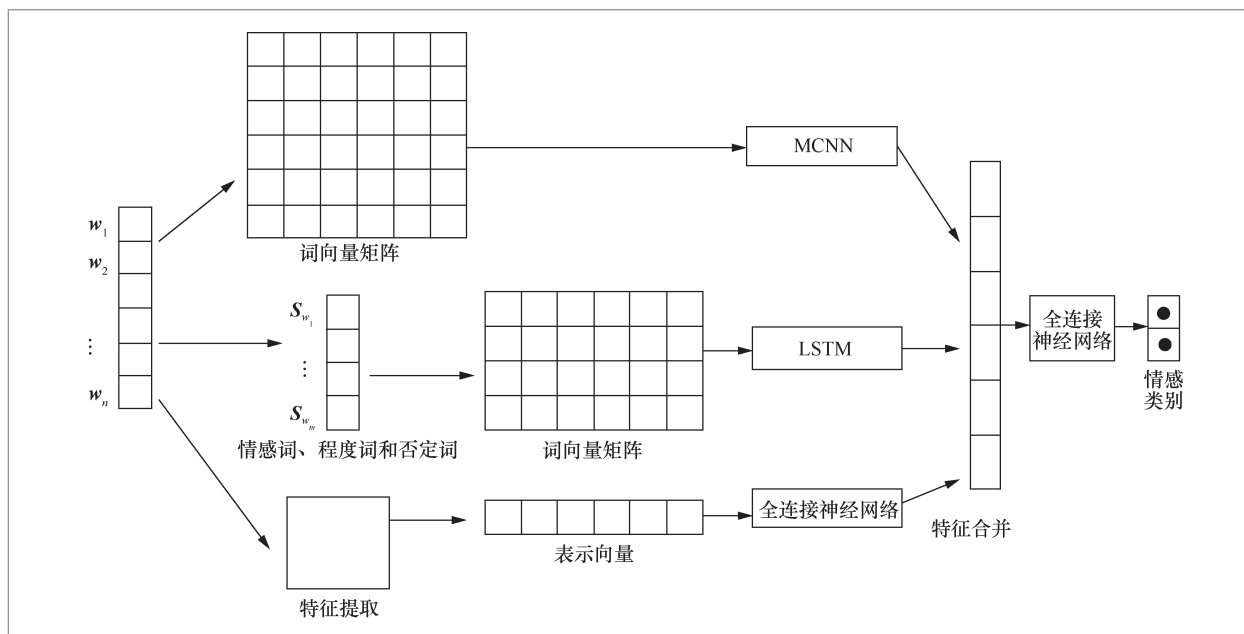 w1
w2
⋮
wn
词向量矩阵
MCNN
Sw1
⋮
Swm
情感词、程度词和否定词
词向量矩阵
LSTM
特征提取
表示向量
全连接神经网络
特征合并
全连接
神经网络
情感
类别